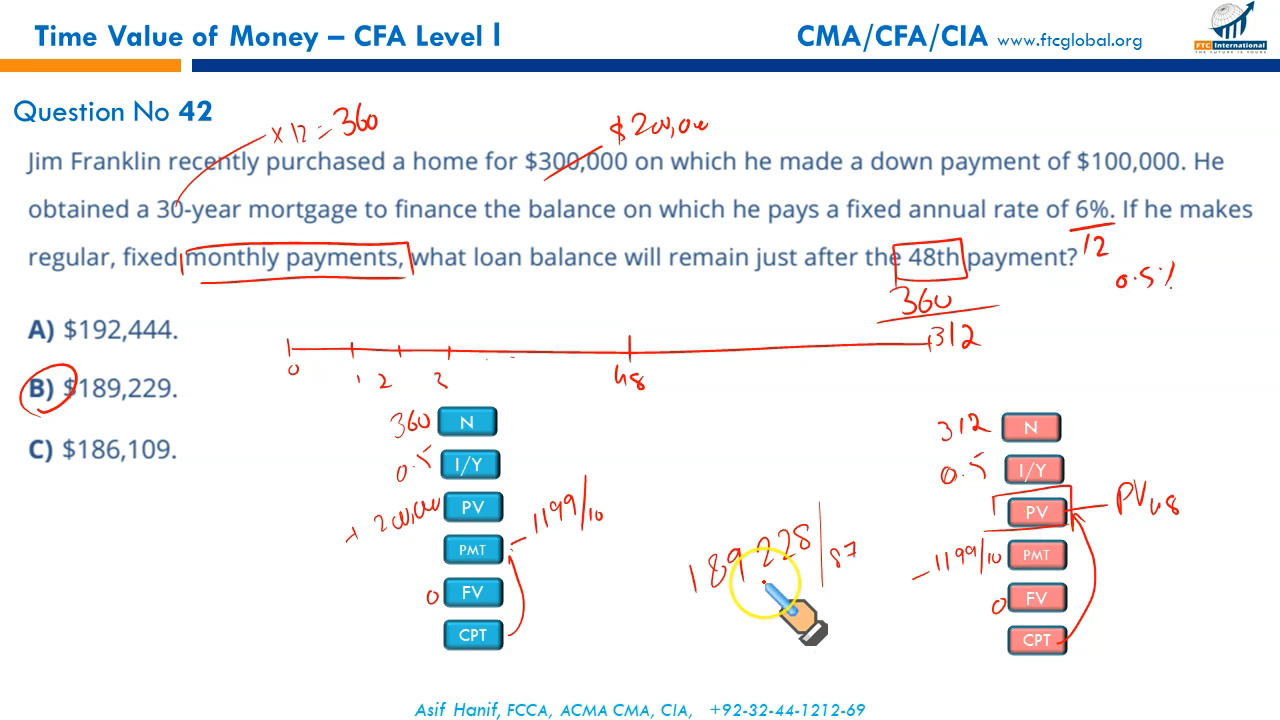 Time Value of Money – CFA Level I
CMA/CFA/CIA www.ftcglobal.org
FTC International
Question No 42
x 12 = 360
$200,000
Jim Franklin recently purchased a home for $300,000 on which he made a down payment of $100,000. He
obtained a 30-year mortgage to finance the balance on which he pays a fixed annual rate of 6%. If he makes
regular, fixed monthly payments, what loan balance will remain just after the 48th payment?
12
0.5%
360
312
A) $192,444.
B) $189,229.
C) $186,109.
0 1 2 3 48
360 N
0.5 I/Y
+ 200,000 PV
PMT - 1199/10
0 FV
CPT
189228/87
312 N
0.5 I/Y
PV PV48
- 1199/10 PMT
0 FV
CPT
Asif Hanif, FCCA, ACMA CMA, CIA, +92-32-44-1212-69